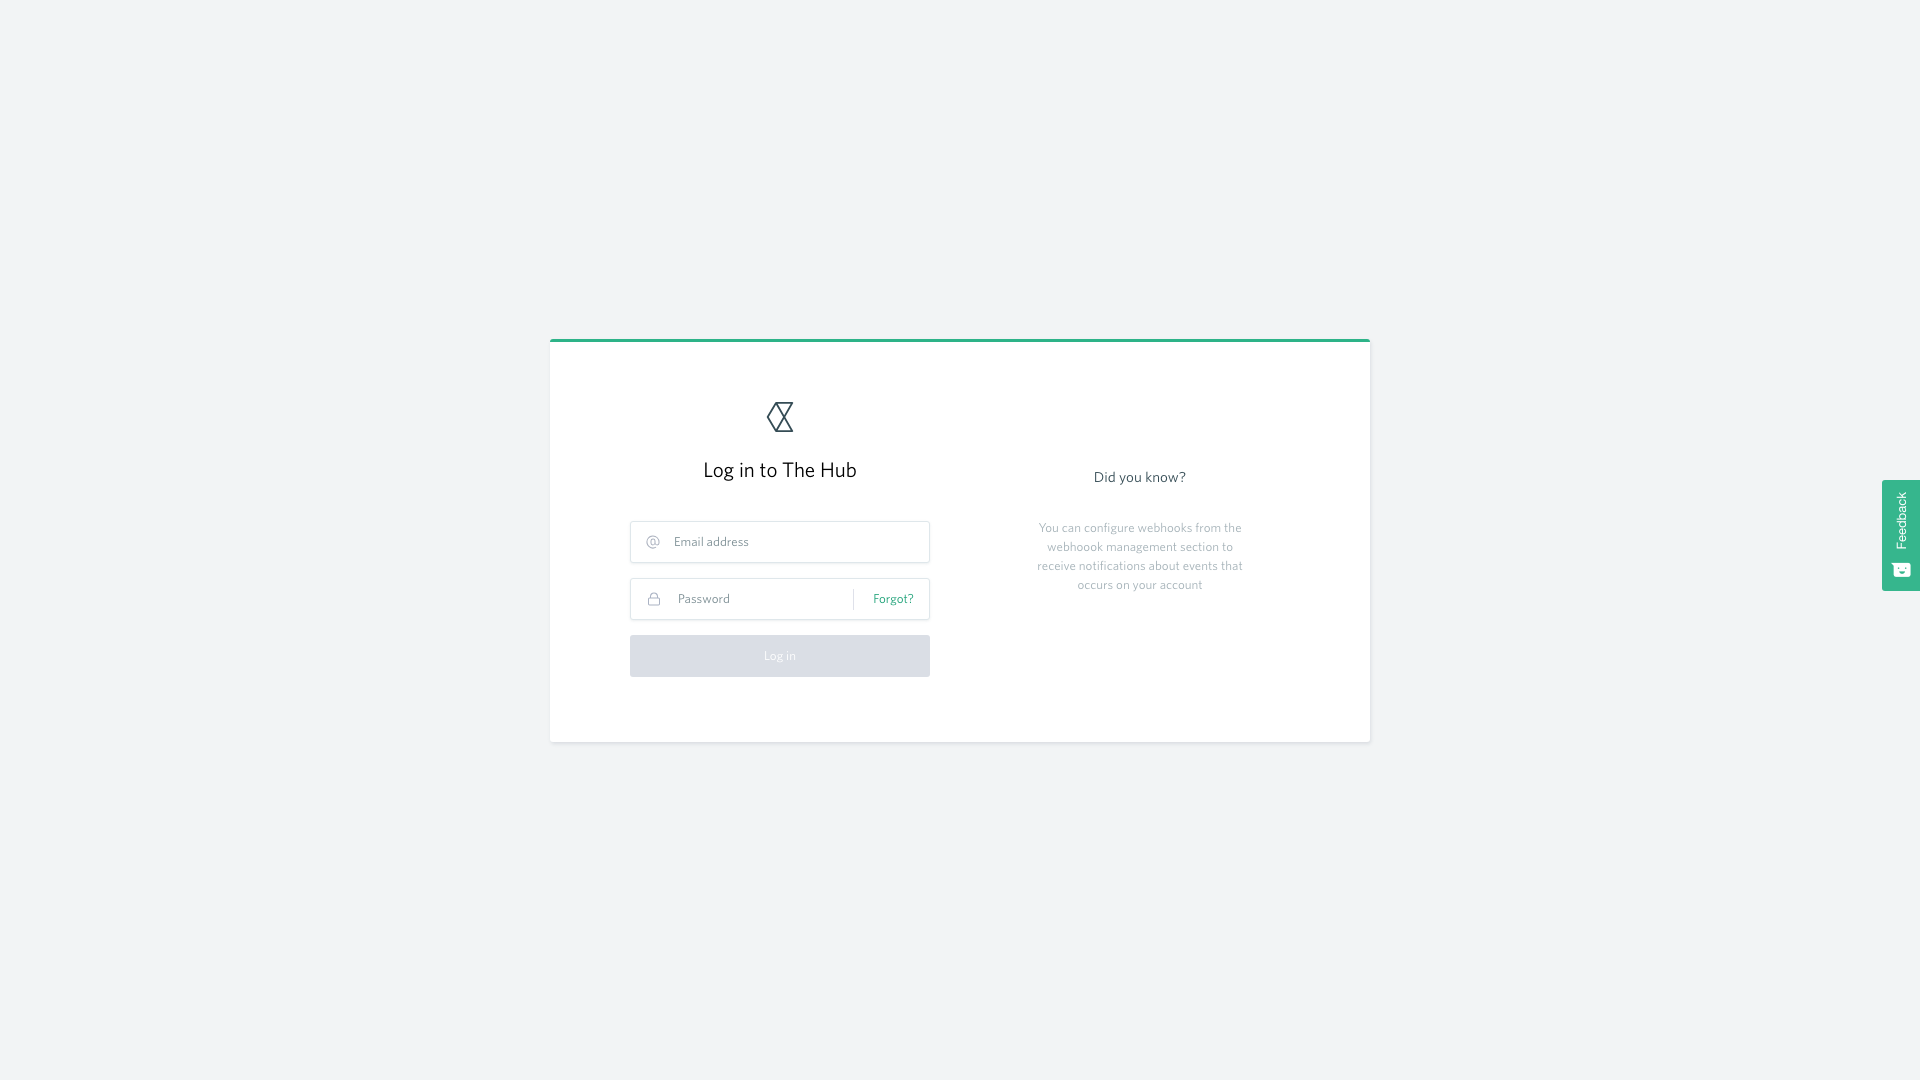 Log in to The Hub
Email address
Password
Forgot?
Log in
Did you know?
You can configure webhooks from the
webhoook management section to
receive notifications about events that
occurs on your account
Feedback